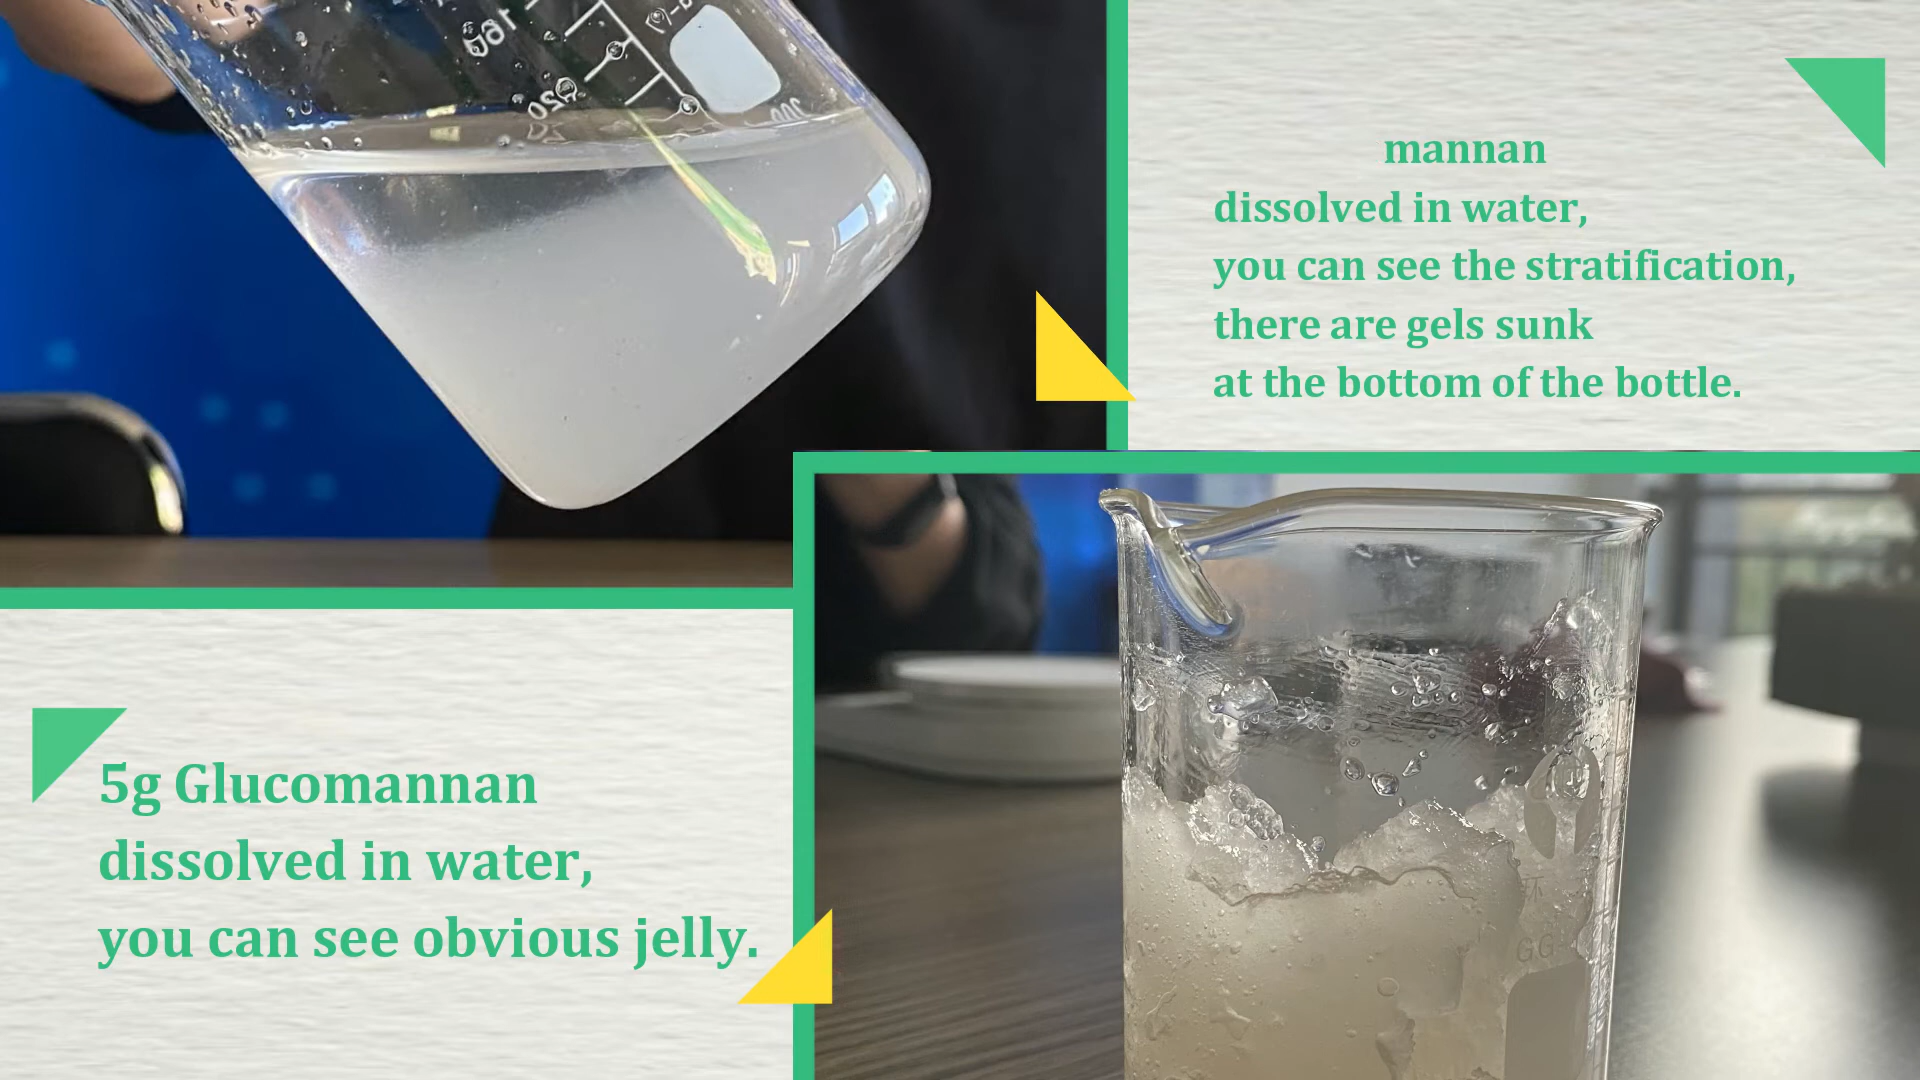 mannan
dissolved in water,
you can see the stratification,
there are gels sunk
at the bottom of the bottle.
5g Glucomannan
dissolved in water,
you can see obvious jelly.
GG